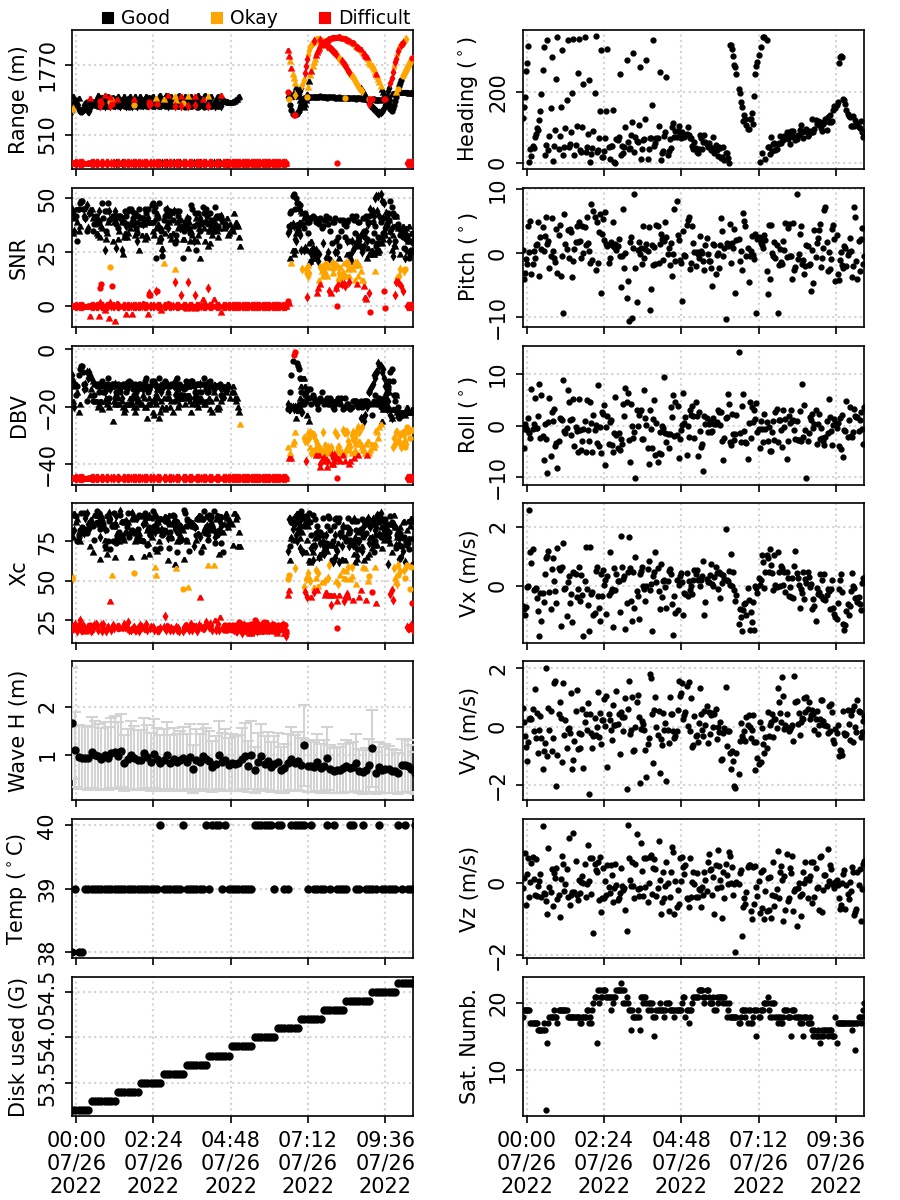 Good Okay Difficult
Range (m)
1770
510
Heading (°)
200
0
SNR
50
25
0
Pitch (°)
10
0
−10
DBV
0
−20
−40
Roll (°)
10
0
−10
Xc
75
50
25
Vx (m/s)
2
0
Wave H (m)
2
1
Vy (m/s)
2
0
−2
Temp (°C)
40
39
38
Vz (m/s)
0
−2
Disk used (G)
54.5
54.0
53.5
Sat. Numb.
20
10
00:00 02:24 04:48 07:12 09:36
07/26 07/26 07/26 07/26 07/26
2022 2022 2022 2022 2022
00:00 02:24 04:48 07:12 09:36
07/26 07/26 07/26 07/26 07/26
2022 2022 2022 2022 2022